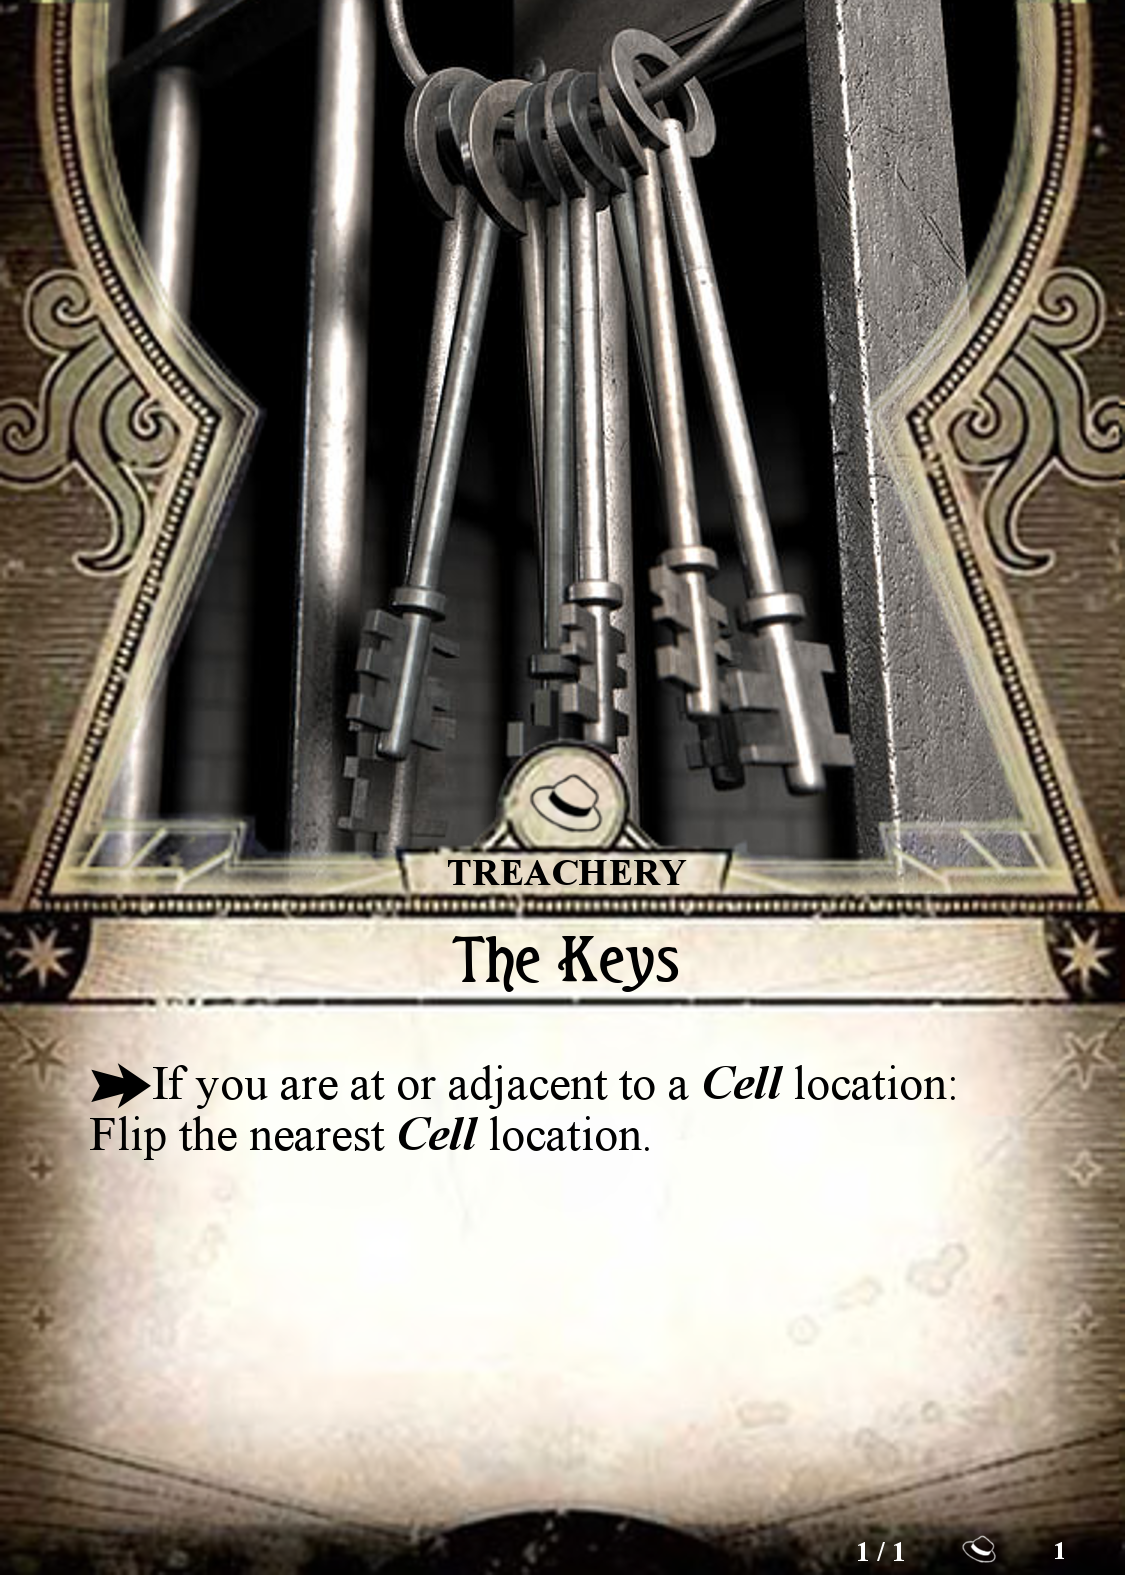 TREACHERY
The Keys
If you are at or adjacent to a Cell location:
Flip the nearest Cell location.
1 / 1 1